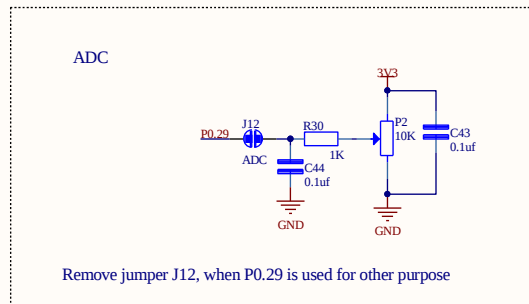 ADC
3V3
J12
P0.29
ADC
R30
1K
P2
10K
C43
0.1uf
C44
0.1uf
GND
GND
Remove jumper J12, when P0.29 is used for other purpose